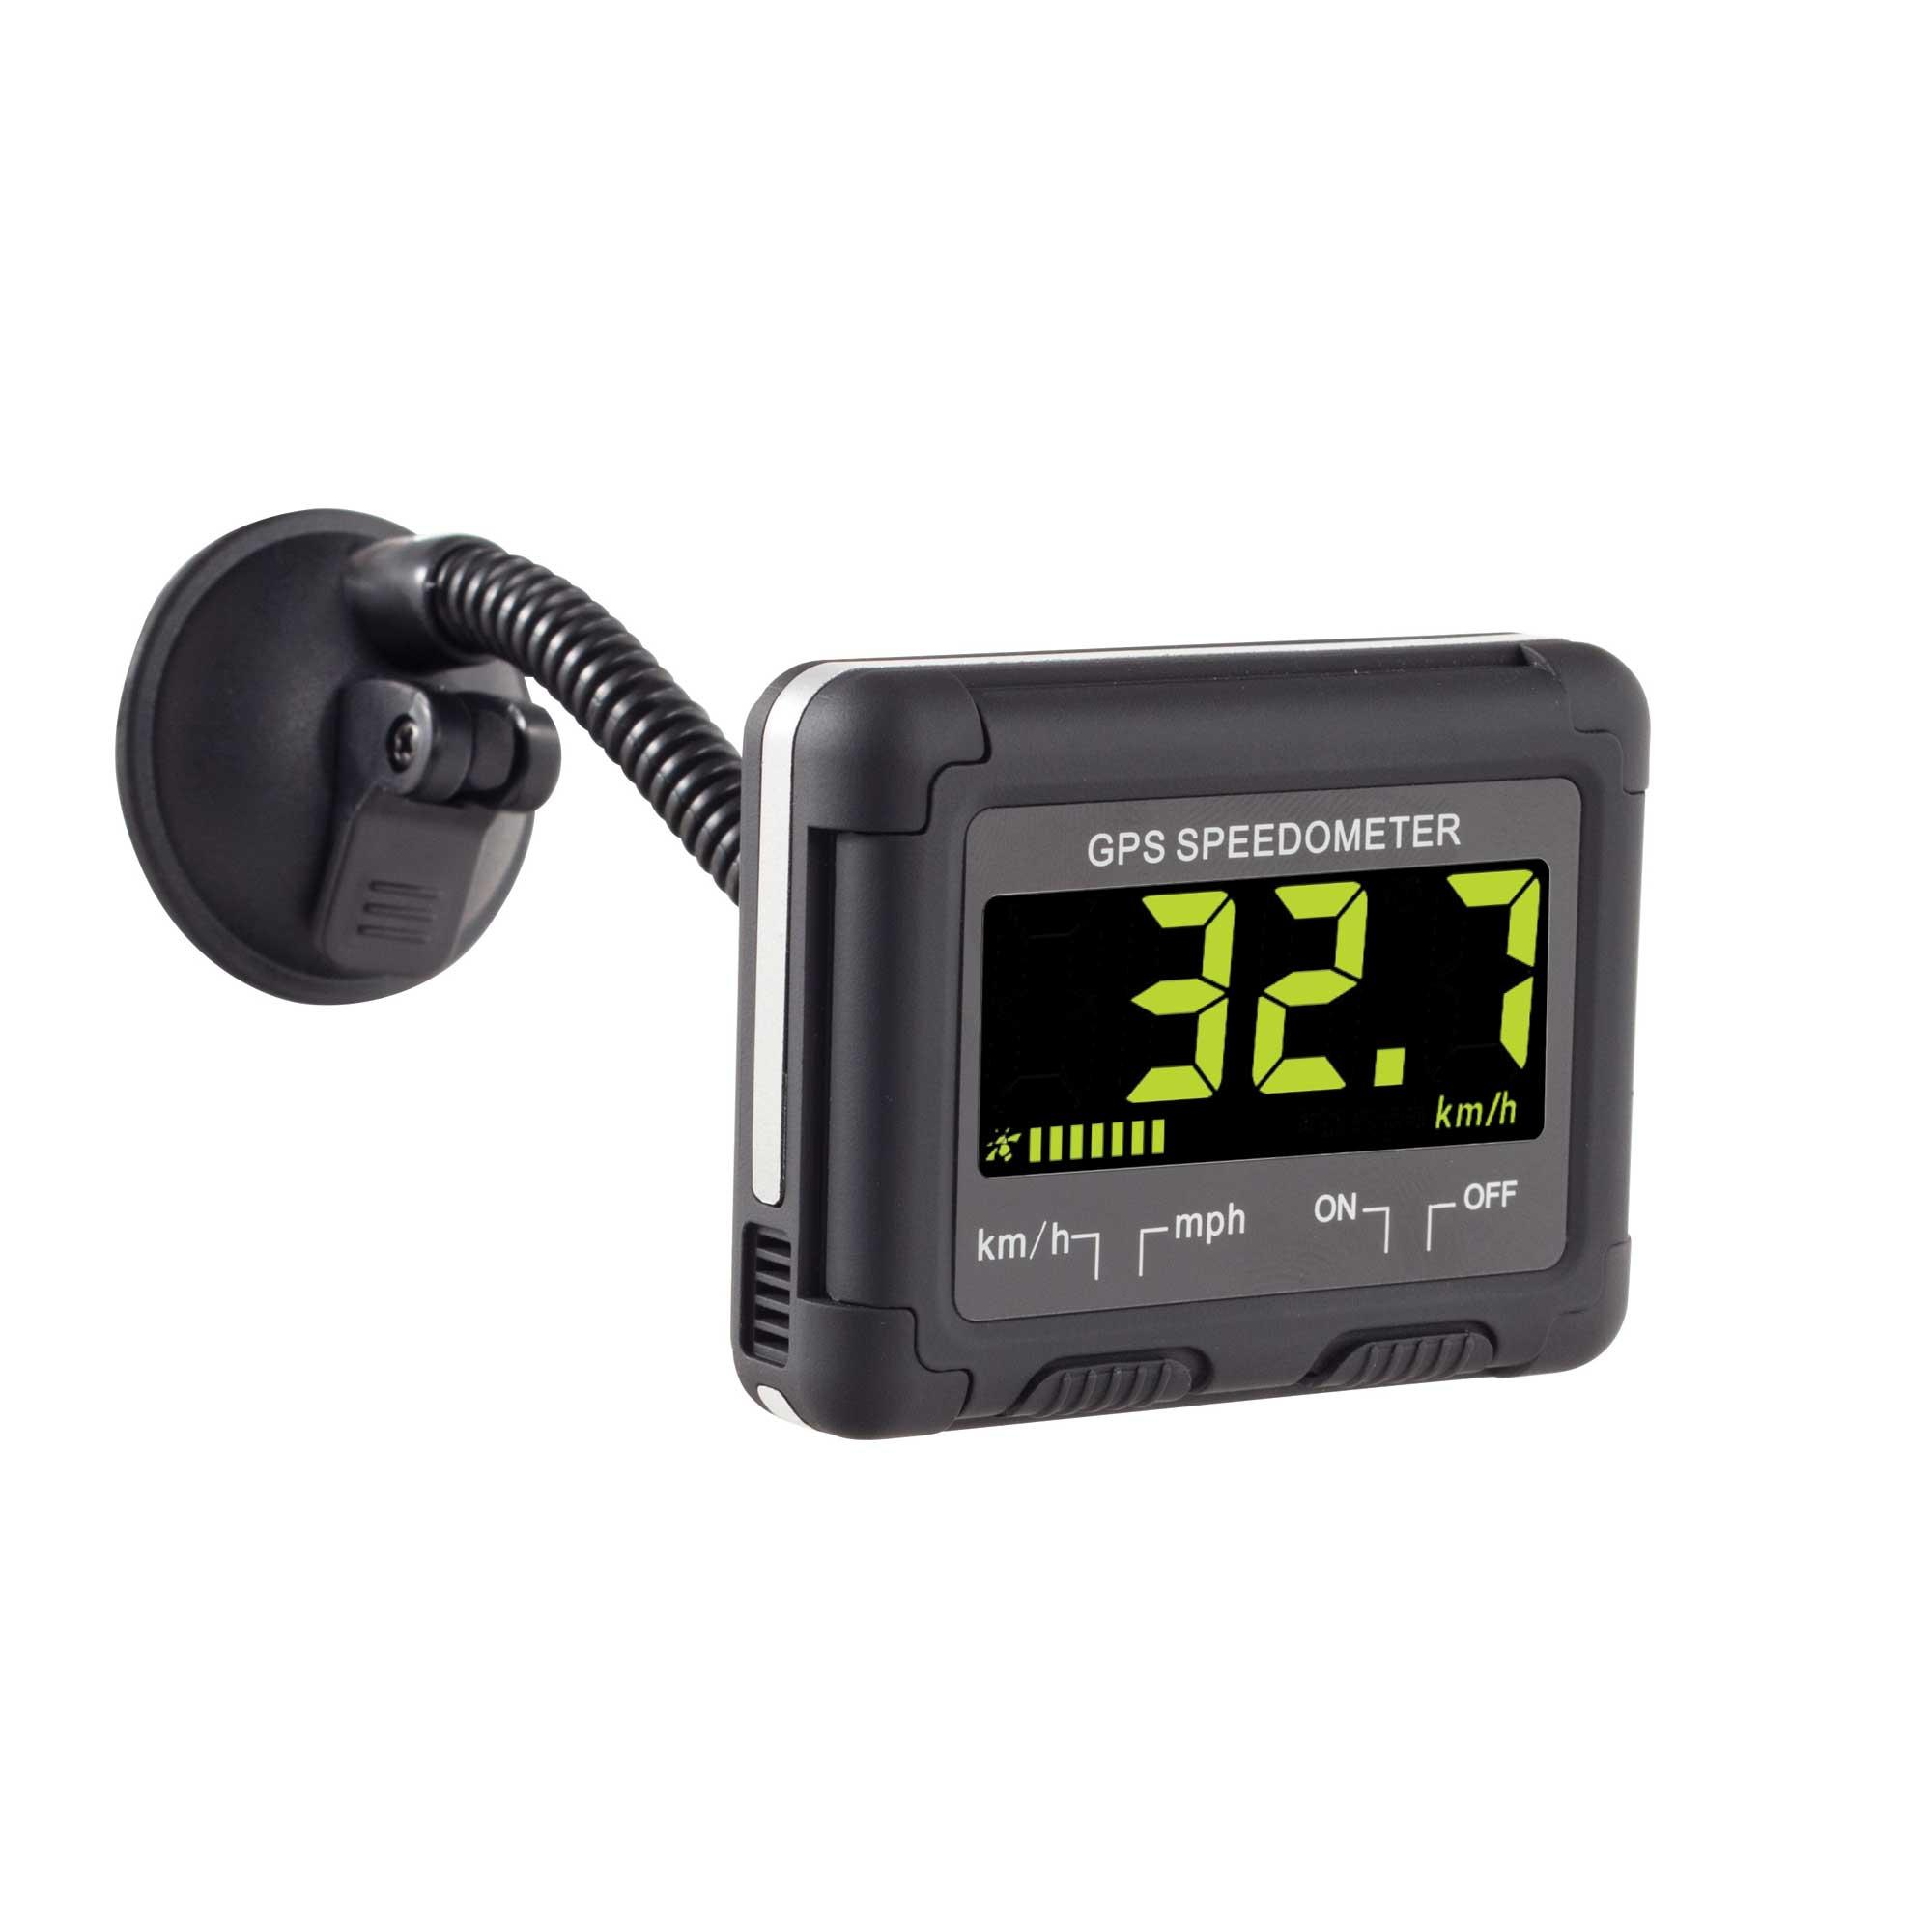 GPS SPEEDOMETER
32.7
km/h
km/h mph ON OFF